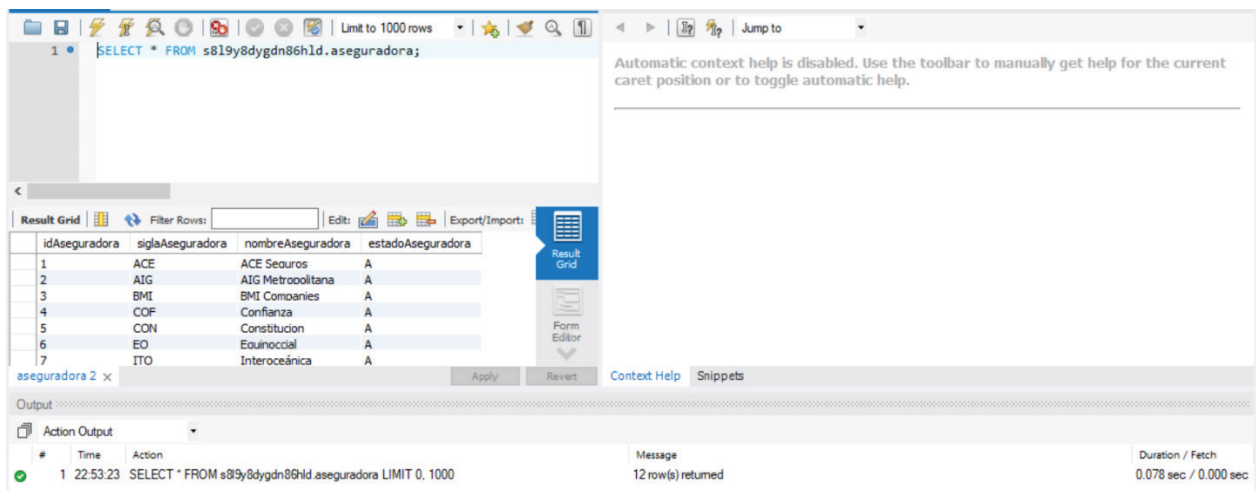 Limit to 1000 rows
Jump to
1 SELECT * FROM s8l9y8dygdn86hld.aseguradora;
Automatic context help is disabled. Use the toolbar to manually get help for the current
caret position or to toggle automatic help.
Result Grid Filter Rows: Edit: Export/Import:
idAseguradora siglaAseguradora nombreAseguradora estadoAseguradora
1 ACE ACE Seguros A
2 AIG AIG Metropolitana A
3 BMI BMI Companies A
4 COF Confianza A
5 CON Constitucion A
6 EQ Equinoccial A
7 ITO Interoceánica A
Result
Grid
Form
Editor
aseguradora 2 Apply Revert
Context Help Snippets
Output
Action Output
# Time Action Message Duration / Fetch
1 22:53:23 SELECT * FROM s8l9y8dygdn86hld.aseguradora LIMIT 0, 1000 12 row(s) returned 0.078 sec / 0.000 sec